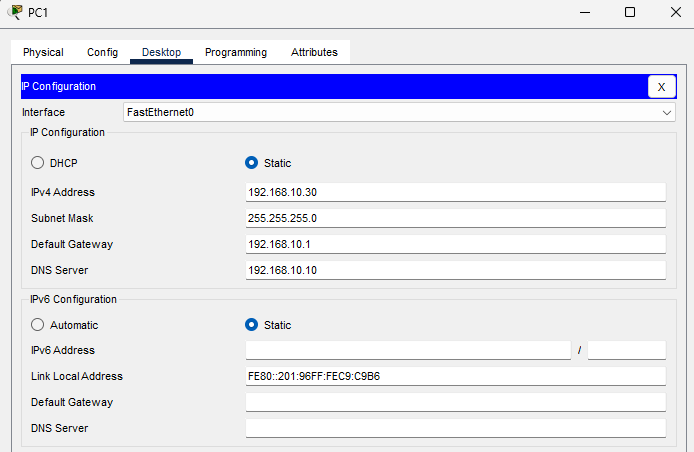 PC1
Physical Config Desktop Programming Attributes
IP Configuration X
Interface FastEthernet0
IP Configuration
DHCP Static
IPv4 Address 192.168.10.30
Subnet Mask 255.255.255.0
Default Gateway 192.168.10.1
DNS Server 192.168.10.10
IPv6 Configuration
Automatic Static
IPv6 Address /
Link Local Address FE80::201:96FF:FEC9:C9B6
Default Gateway
DNS Server